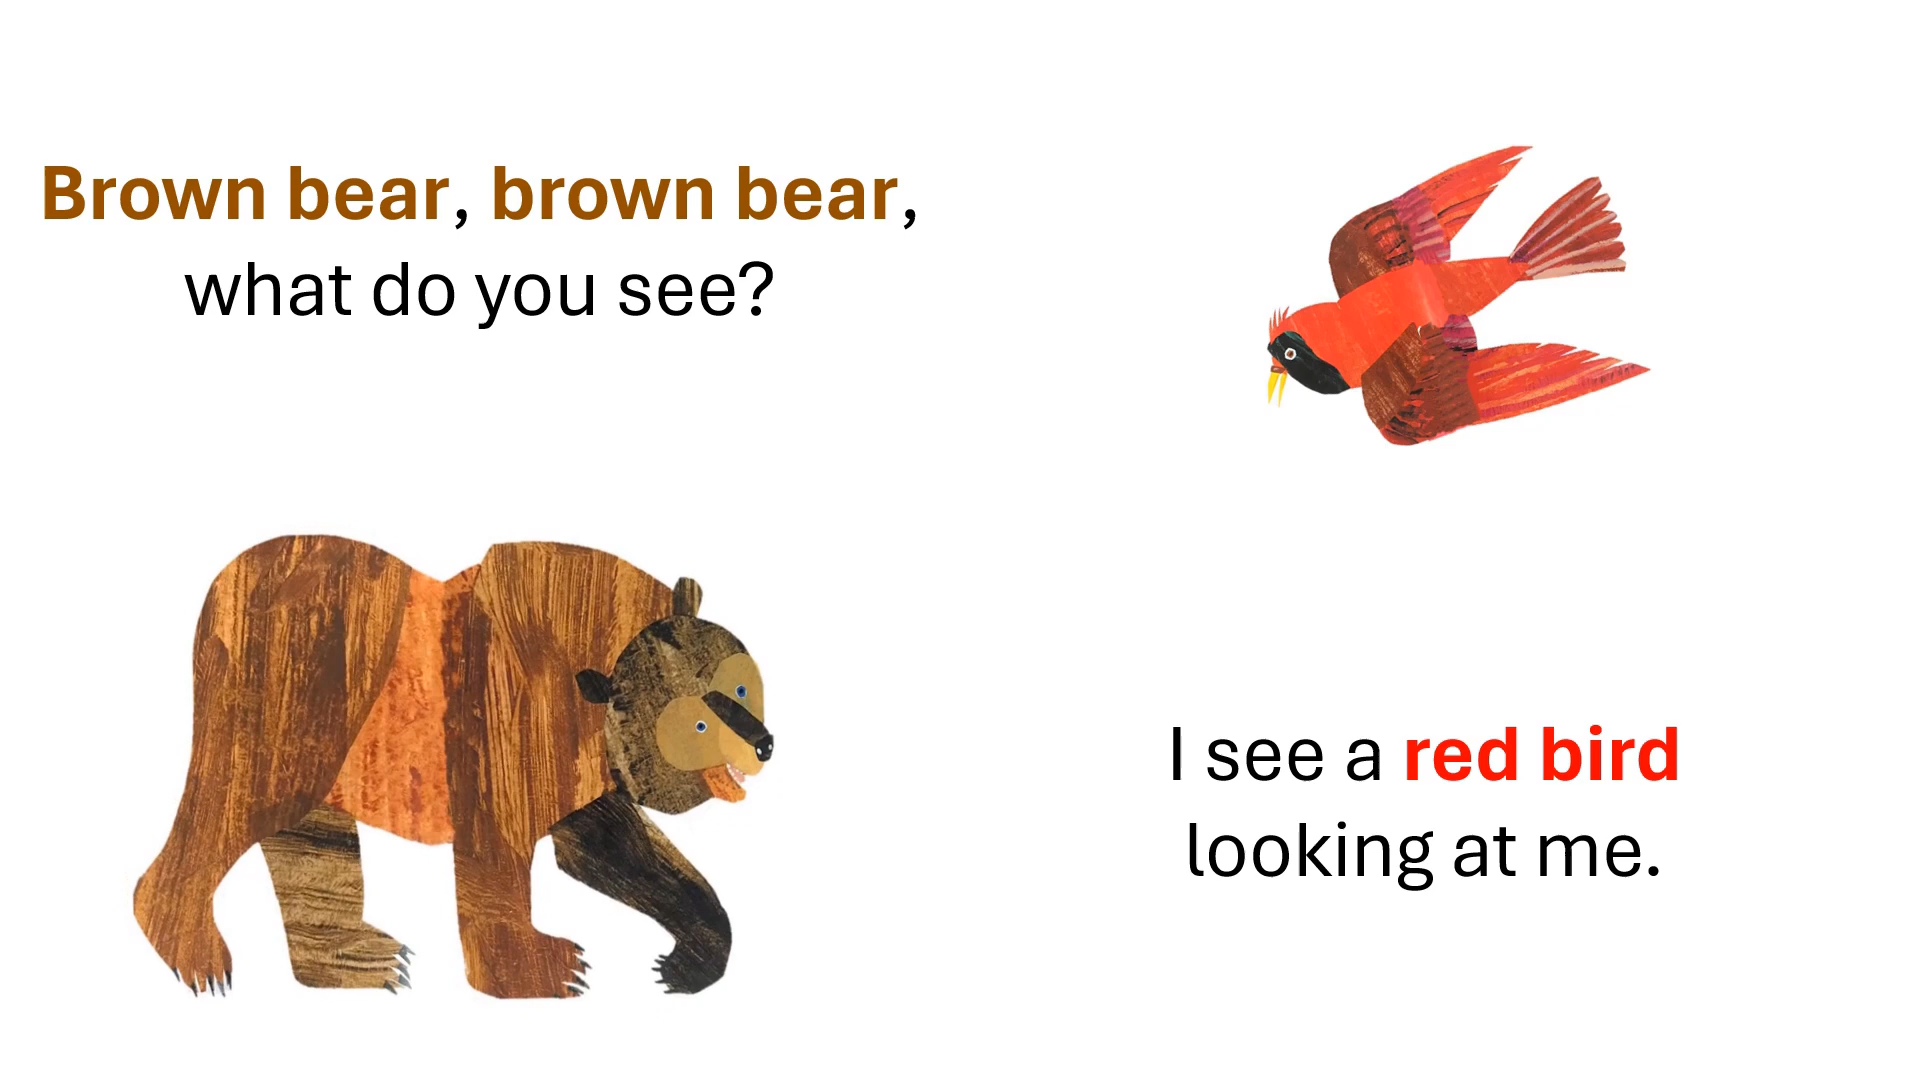 Brown bear, brown bear,
what do you see?
I see a red bird
looking at me.